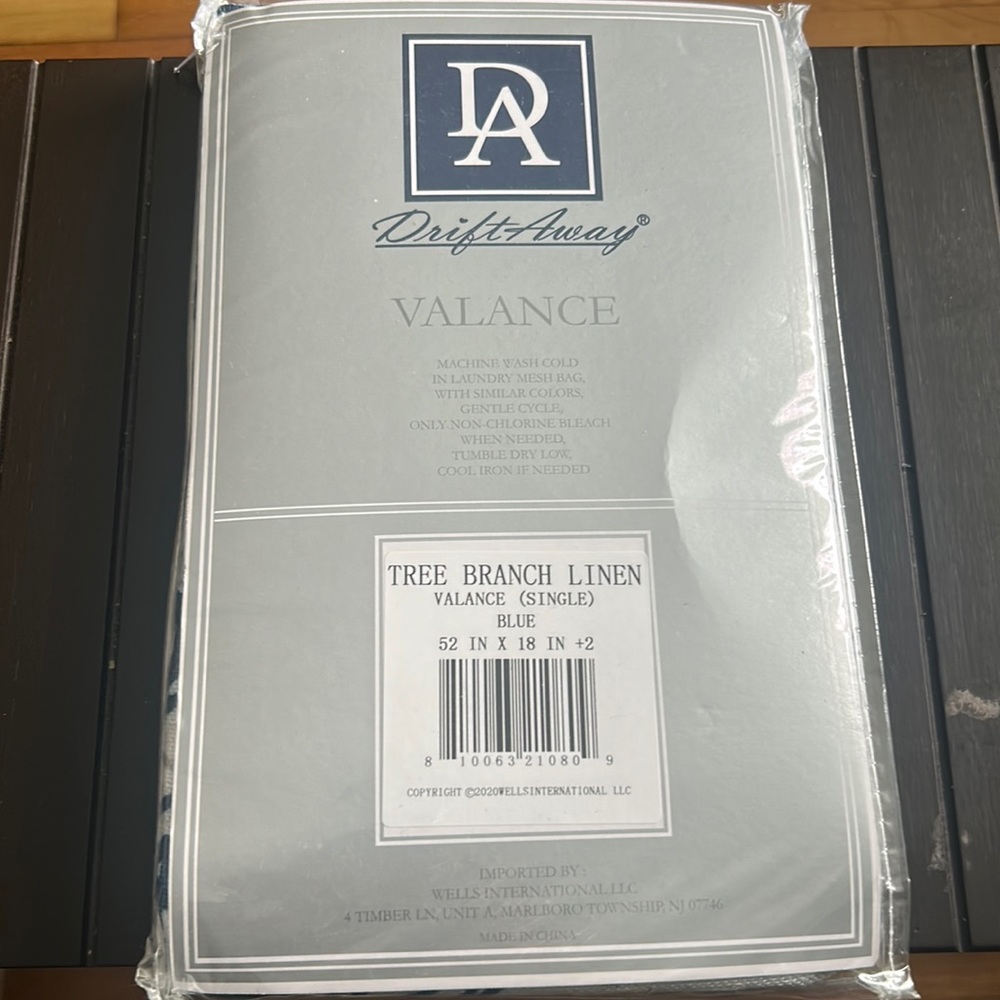 DA
DriftAway®
VALANCE
MACHINE WASH COLD
IN LAUNDRY MESH BAG,
WITH SIMILAR COLORS,
GENTLE CYCLE,
ONLY NON-CHLORINE BLEACH
WHEN NEEDED,
TUMBLE DRY LOW,
COOL IRON IF NEEDED
TREE BRANCH LINEN
VALANCE (SINGLE)
BLUE
52 IN X 18 IN +2
8 10063 21080 9
COPYRIGHT ©2020WELLSINTERNATIONAL LLC
IMPORTED BY:
WELLS INTERNATIONAL LLC
4 TIMBER LN, UNIT A, MARLBORO TOWNSHIP, NJ 07746
MADE IN CHINA